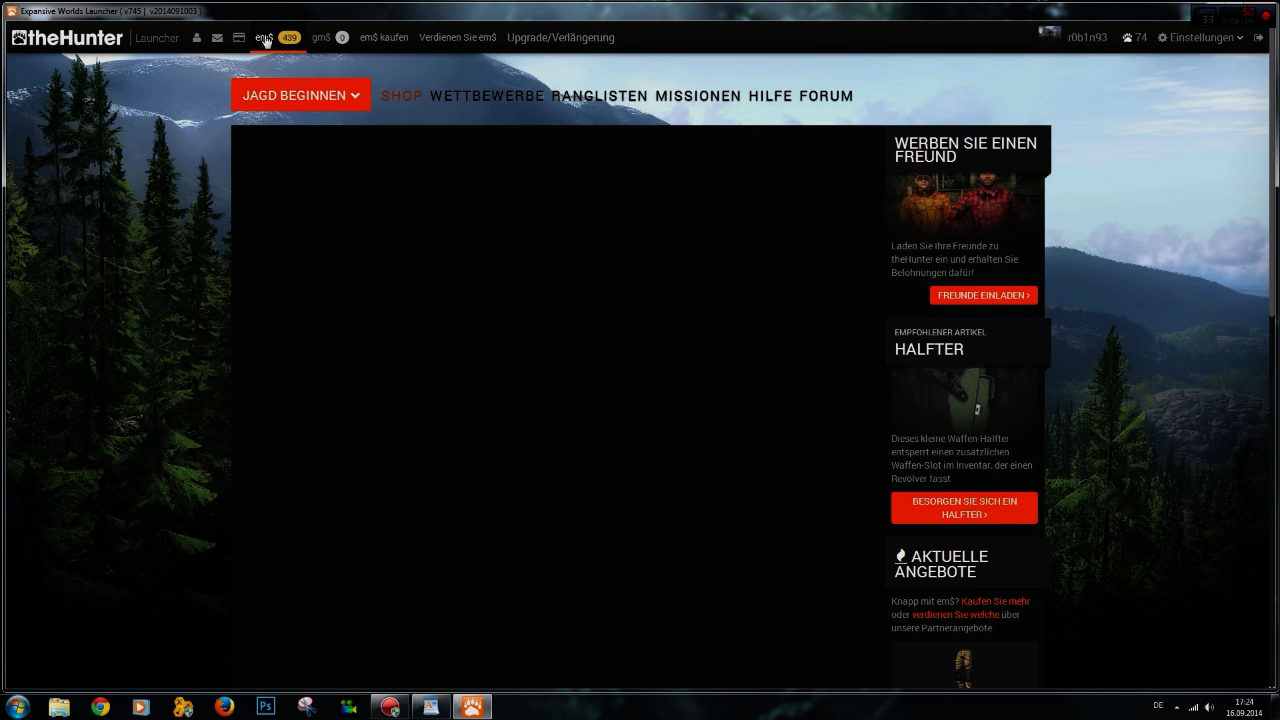 Expansive Worlds Launcher ( v745 | v2014091003 )
theHunter Launcher em$ 439 gm$ 0 em$ kaufen Verdienen Sie em$ Upgrade/Verlängerung r0b1n93 74 Einstellungen
JAGD BEGINNEN SHOP WETTBEWERBE RANGLISTEN MISSIONEN HILFE FORUM
WERBEN SIE EINEN
FREUND
Laden Sie Ihre Freunde zu
theHunter ein und erhalten Sie
Belohnungen dafür!
FREUNDE EINLADEN ›
EMPFOHLENER ARTIKEL
HALFTER
Dieses kleine Waffen-Halfter
entsperrt einen zusätzlichen
Waffen-Slot im Inventar, der einen
Revolver fasst
BESORGEN SIE SICH EIN
HALFTER ›
AKTUELLE
ANGEBOTE
Knapp mit em$? Kaufen Sie mehr
oder verdienen Sie welche über
unsere Partnerangebote.
Ps
DE 17:24
16.09.2014